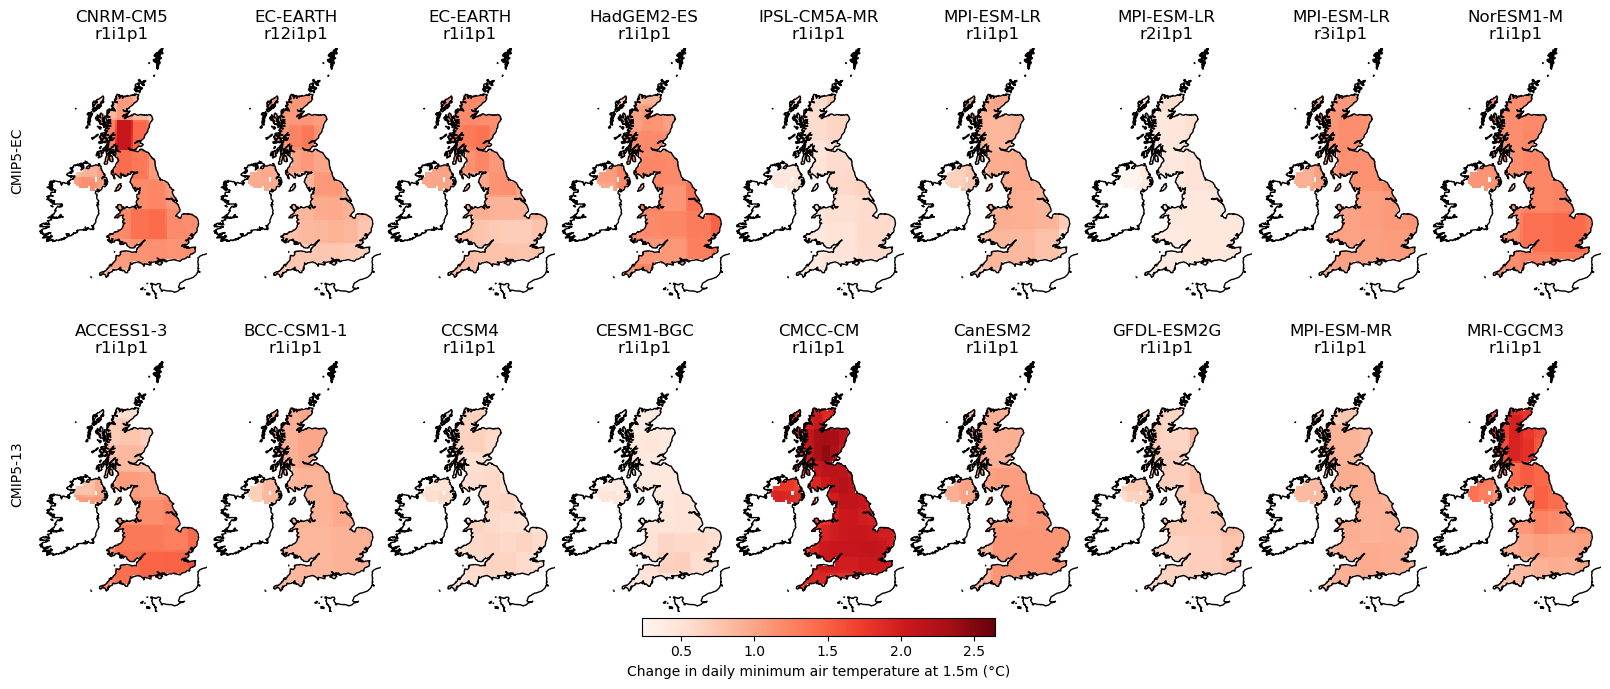 CNRM-CM5 EC-EARTH EC-EARTH HadGEM2-ES IPSL-CM5A-MR MPI-ESM-LR MPI-ESM-LR MPI-ESM-LR NorESM1-M
r1i1p1 r12i1p1 r1i1p1 r1i1p1 r1i1p1 r1i1p1 r2i1p1 r3i1p1 r1i1p1
CMIP5-EC
ACCESS1-3 BCC-CSM1-1 CCSM4 CESM1-BGC CMCC-CM CanESM2 GFDL-ESM2G MPI-ESM-MR MRI-CGCM3
r1i1p1 r1i1p1 r1i1p1 r1i1p1 r1i1p1 r1i1p1 r1i1p1 r1i1p1 r1i1p1
CMIP5-13
0.5 1.0 1.5 2.0 2.5
Change in daily minimum air temperature at 1.5m (°C)